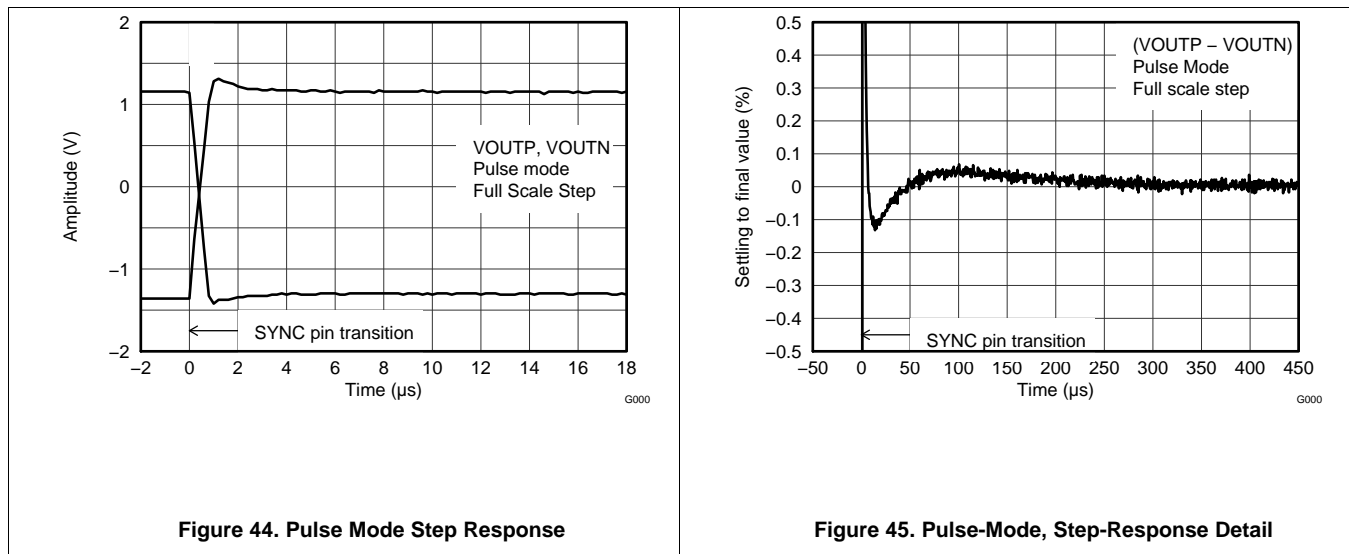 2
1
0
−1
−2
Amplitude (V)
VOUTP, VOUTN
Pulse mode
Full Scale Step
SYNC pin transition
−2 0 2 4 6 8 10 12 14 16 18
Time (µs)
G000
Figure 44. Pulse Mode Step Response
0.5
0.4
0.3
0.2
0.1
0
−0.1
−0.2
−0.3
−0.4
−0.5
Settling to final value (%)
(VOUTP − VOUTN)
Pulse Mode
Full scale step
SYNC pin transition
−50 0 50 100 150 200 250 300 350 400 450
Time (µs)
G000
Figure 45. Pulse-Mode, Step-Response Detail